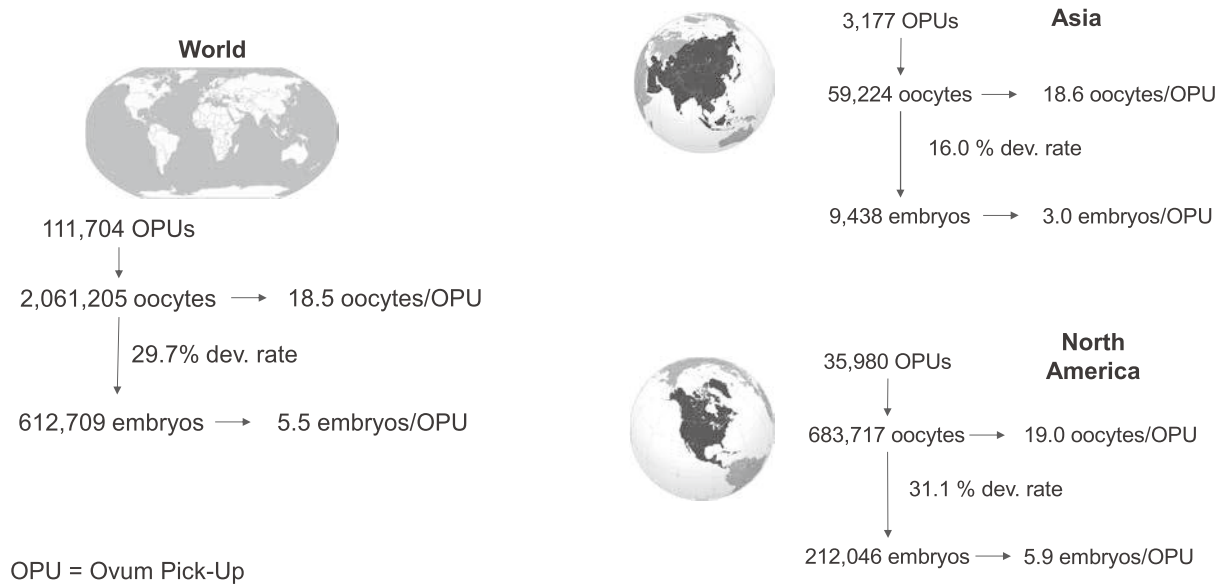 World
111,704 OPUs
2,061,205 oocytes
18.5 oocytes/OPU
29.7% dev. rate
612,709 embryos
5.5 embryos/OPU
OPU = Ovum Pick-Up
Asia
3,177 OPUs
59,224 oocytes
18.6 oocytes/OPU
16.0 % dev. rate
9,438 embryos
3.0 embryos/OPU
North
America
35,980 OPUs
683,717 oocytes
19.0 oocytes/OPU
31.1 % dev. rate
212,046 embryos
5.9 embryos/OPU